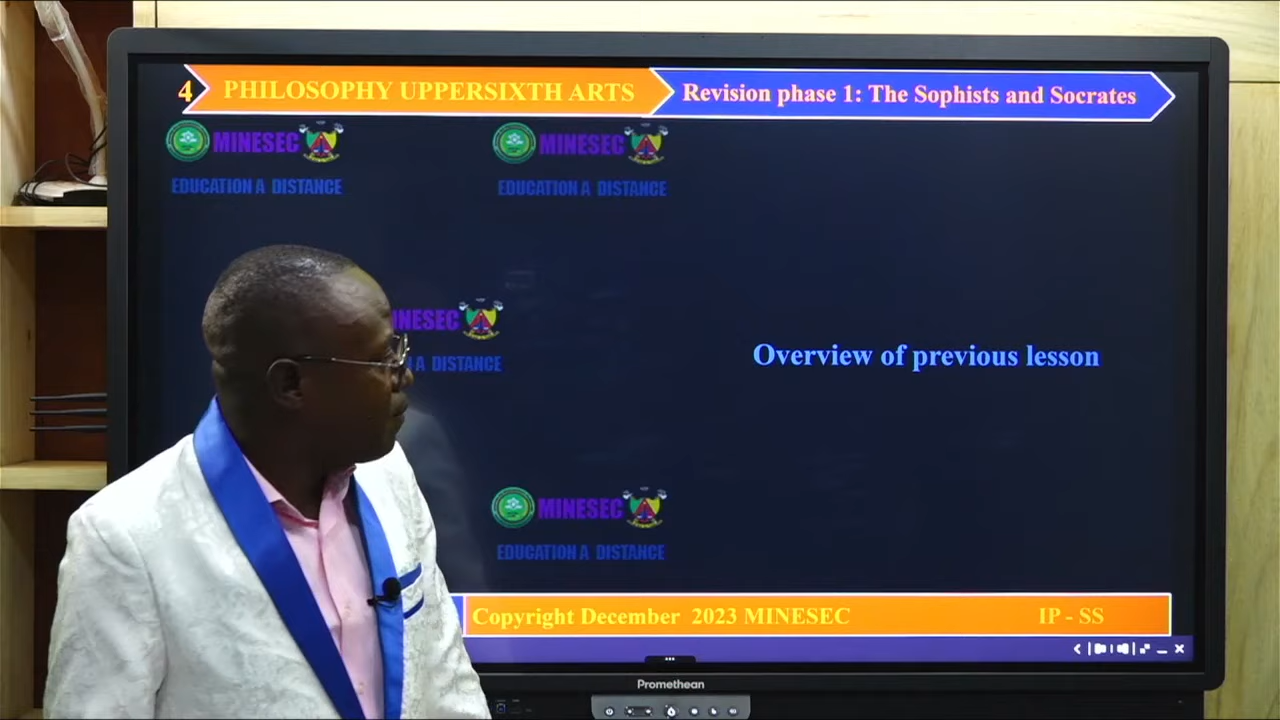 4
PHILOSOPHY UPPERSIXTH ARTS
Revision phase 1: The Sophists and Socrates
MINESEC
EDUCATION A DISTANCE
MINESEC
EDUCATION A DISTANCE
INESEC
A DISTANCE
Overview of previous lesson
MINESEC
EDUCATION A DISTANCE
Copyright December 2023 MINESEC
IP - SS
Promethean